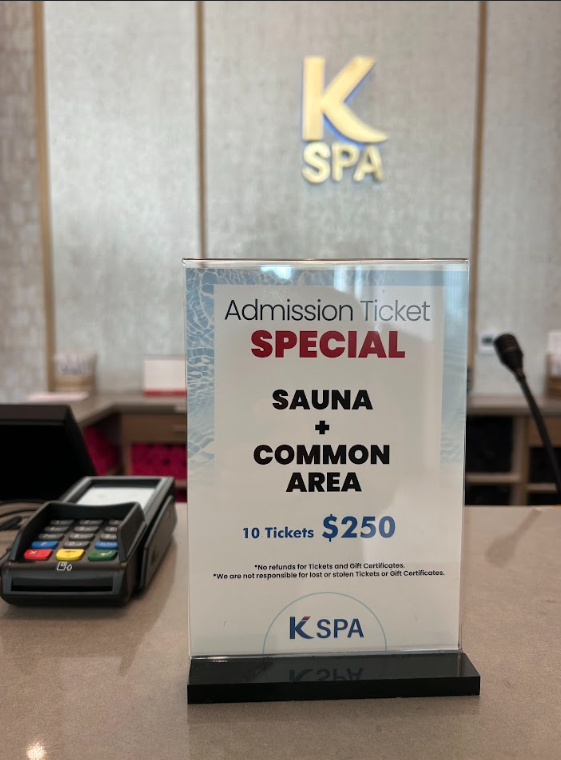 K
SPA
Admission Ticket
SPECIAL
SAUNA
+
COMMON
AREA
10 Tickets $250
*No refunds for Tickets and Gift Certificates.
*We are not responsible for lost or stolen Tickets or Gift Certificates.
K SPA